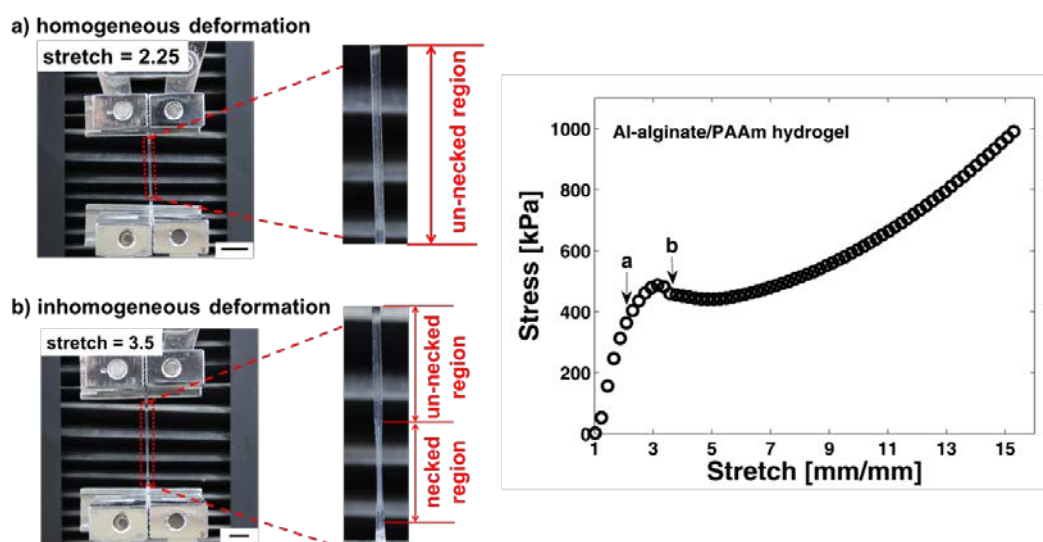 a) homogeneous deformation
stretch = 2.25
un-necked region
b) inhomogeneous deformation
stretch = 3.5
un-necked
region
necked
region
Al-alginate/PAAm hydrogel
a
b
Stress [kPa]
1000
800
600
400
200
0
1 3 5 7 9 11 13 15
Stretch [mm/mm]